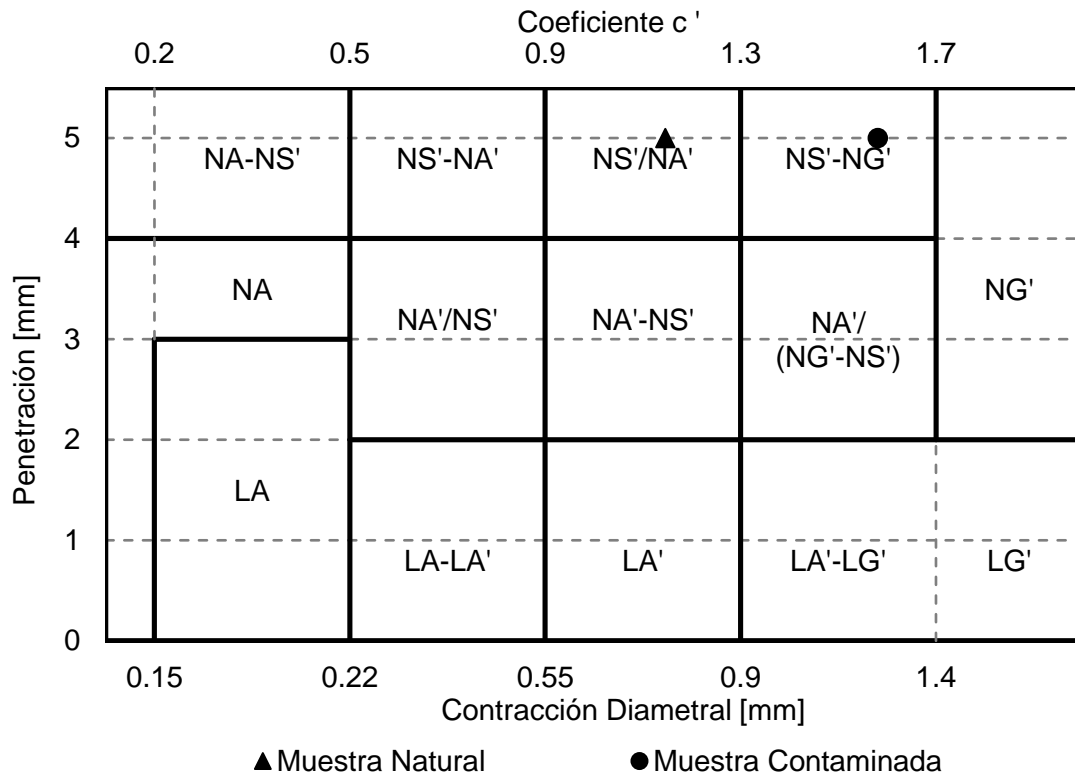 Coeficiente c '
0.2 0.5 0.9 1.3 1.7
5
NA-NS' NS'-NA' NS'/NA' NS'-NG'
4
NA NG'
NA'/NS' NA'-NS' NA'/
(NG'-NS')
3
Penetración [mm]
2
LA
1
LA-LA' LA' LA'-LG' LG'
0
0.15 0.22 0.55 0.9 1.4
Contracción Diametral [mm]
Muestra Natural Muestra Contaminada